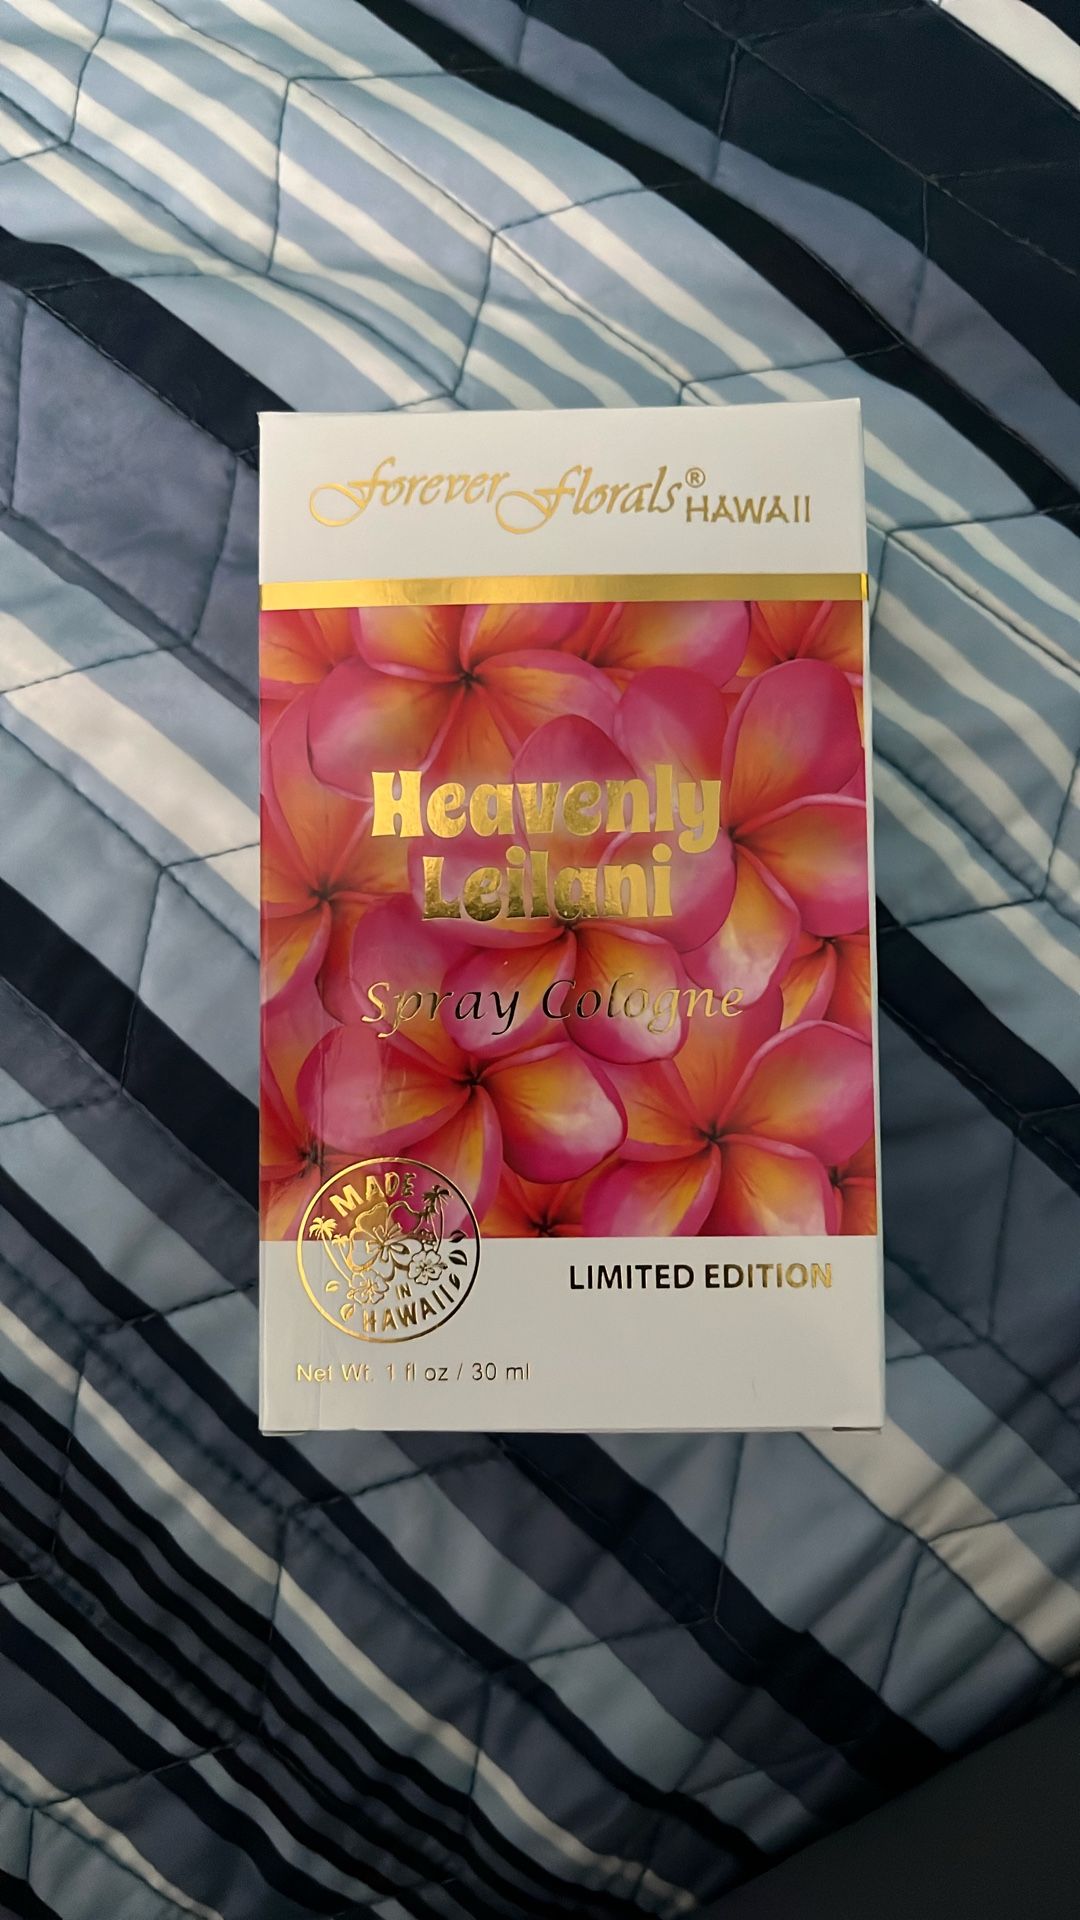 Forever Florals® HAWAII
Heavenly
Leilani
Spray Cologne
MADE
IN
HAWAII
LIMITED EDITION
Net Wt. 1 fl oz / 30 ml